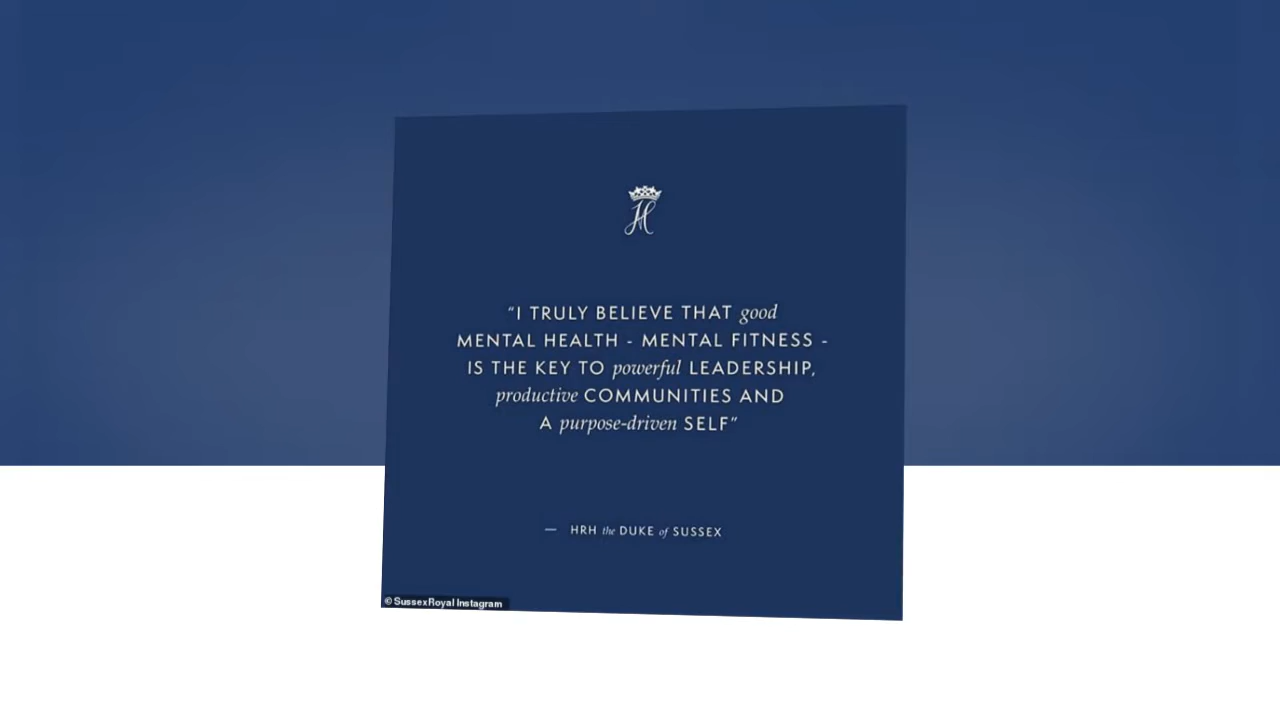 H
“I TRULY BELIEVE THAT good
MENTAL HEALTH - MENTAL FITNESS -
IS THE KEY TO powerful LEADERSHIP,
productive COMMUNITIES AND
A purpose-driven SELF”
— HRH the DUKE of SUSSEX
© SussexRoyal Instagram